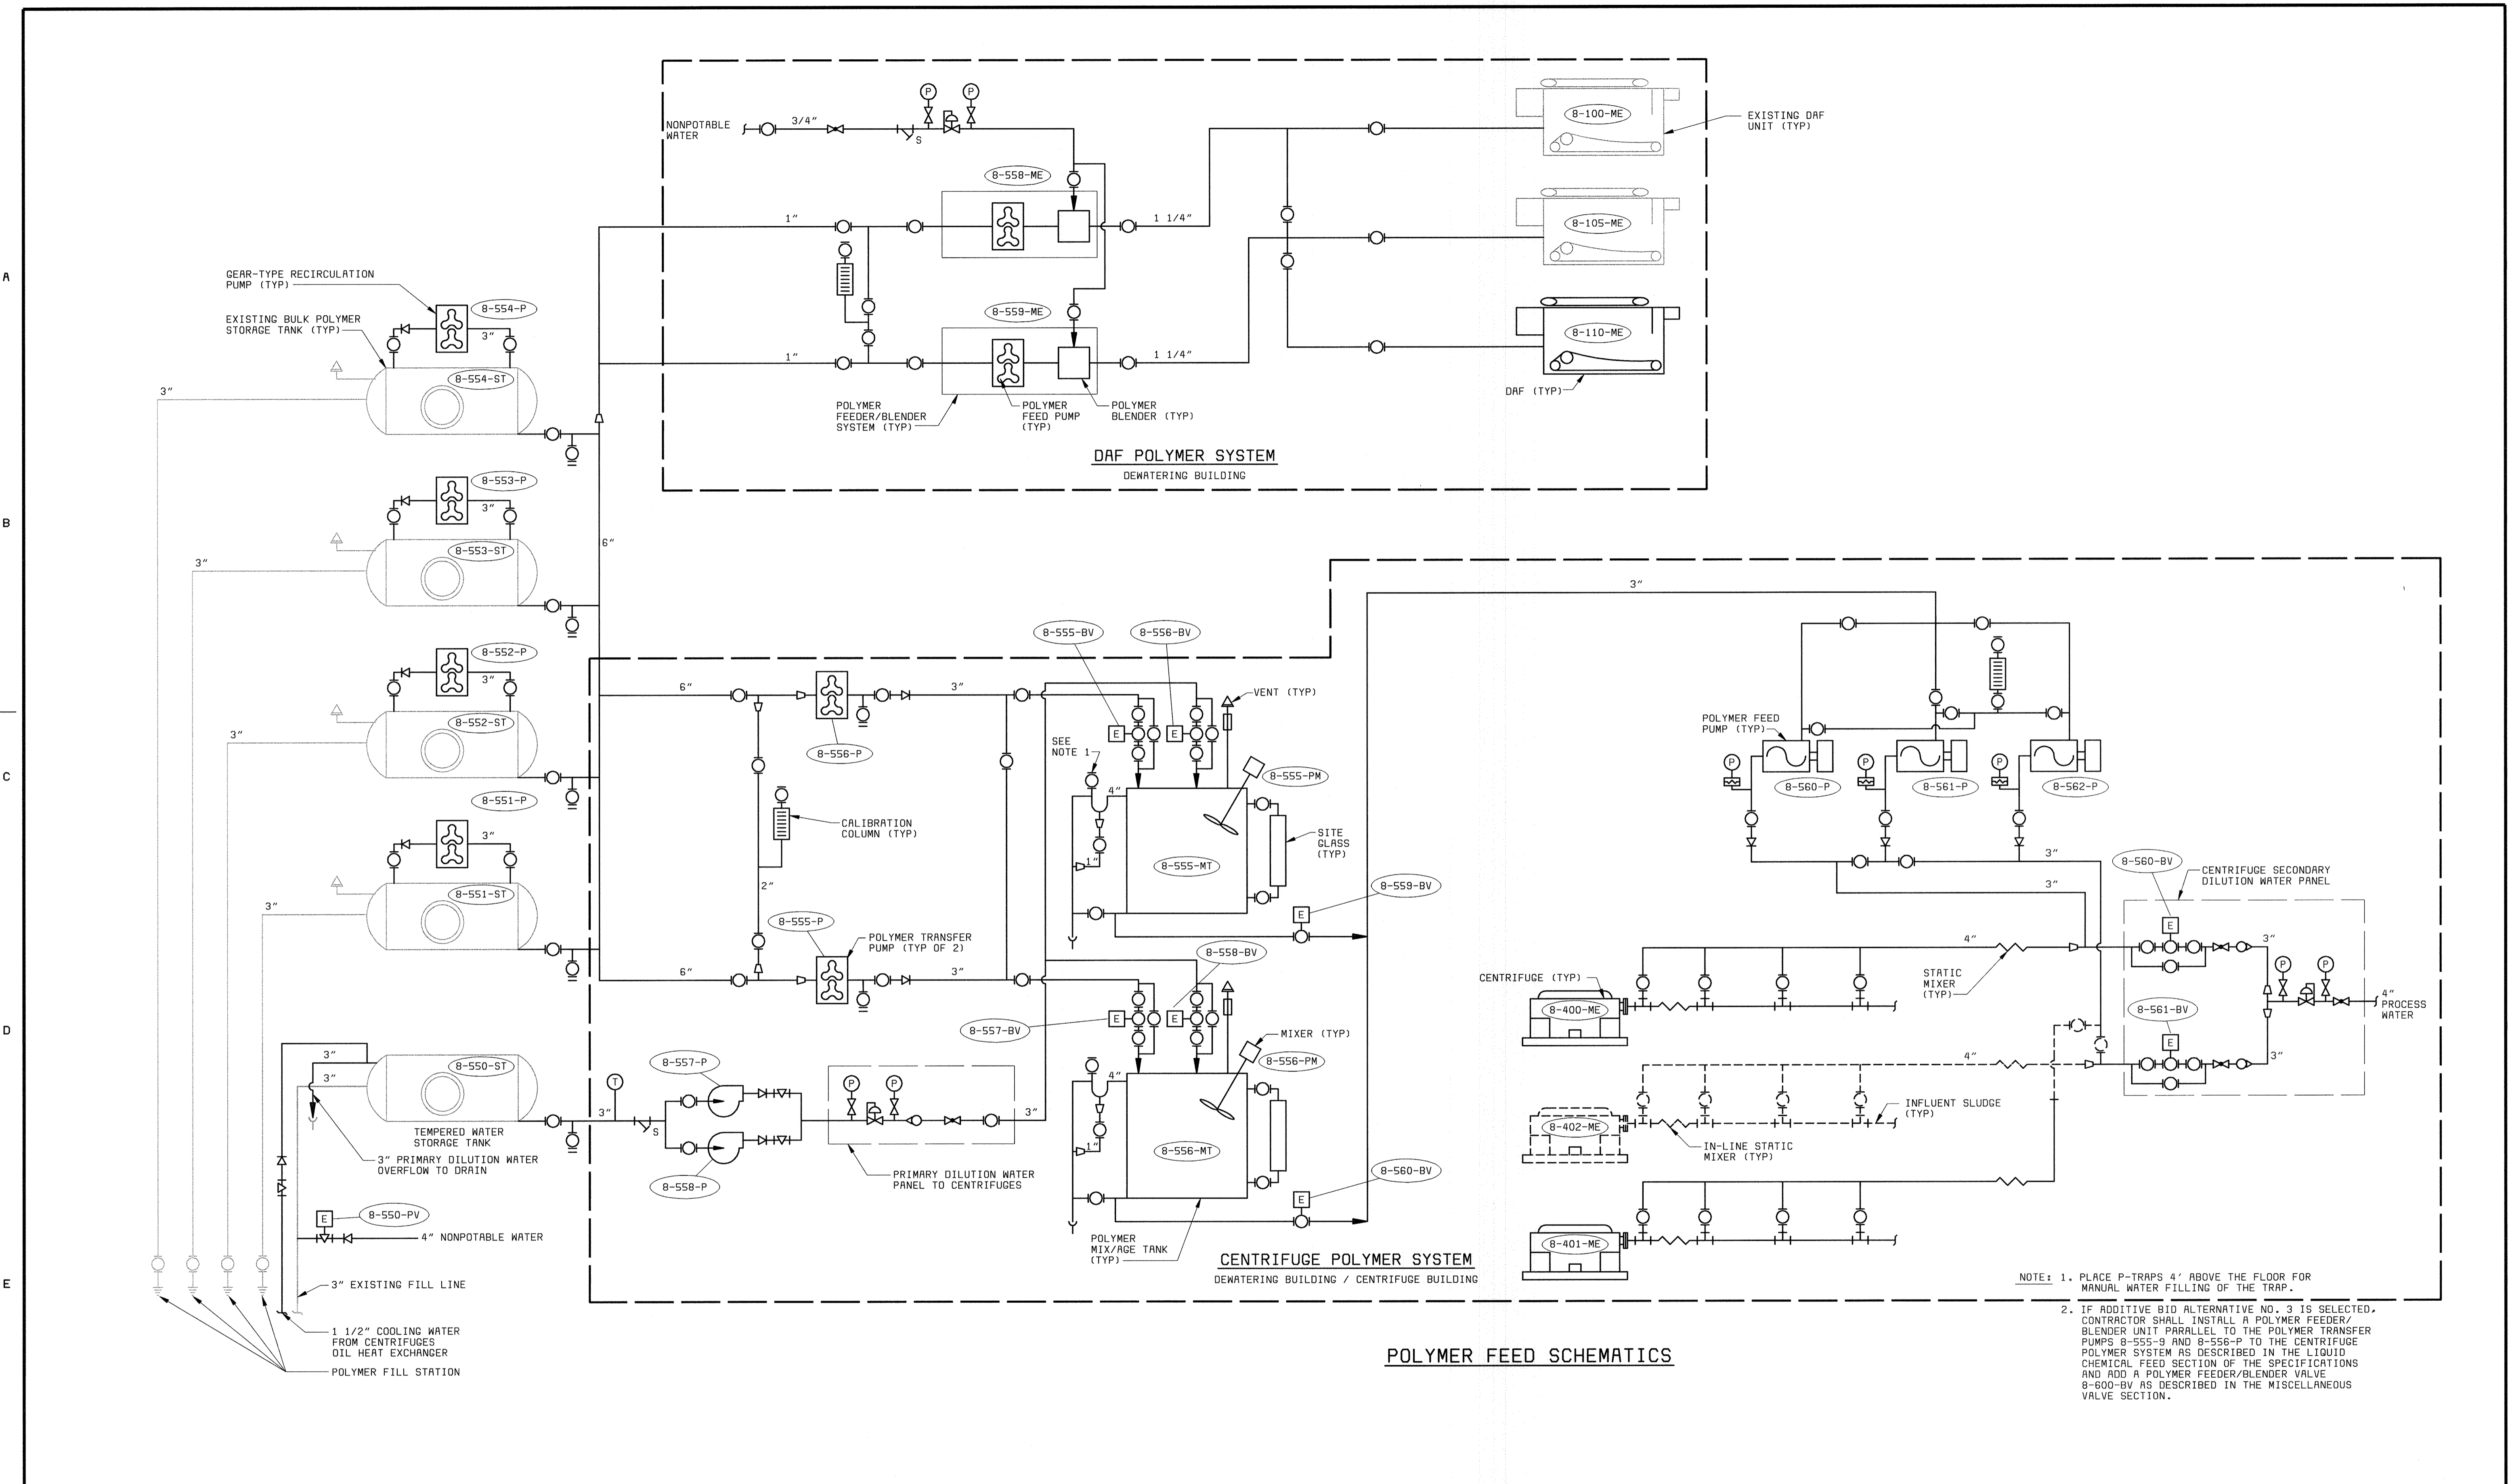 A
B
C
D
E
NONPOTABLE
WATER
3/4"
S
P
P
8-558-ME
1"
1 1/4"
8-559-ME
1"
1 1/4"
POLYMER
FEEDER/BLENDER
SYSTEM (TYP)
POLYMER
FEED PUMP
(TYP)
POLYMER
BLENDER (TYP)
8-100-ME
EXISTING DAF
UNIT (TYP)
8-105-ME
8-110-ME
DAF (TYP)
DAF POLYMER SYSTEM
DEWATERING BUILDING
GEAR-TYPE RECIRCULATION
PUMP (TYP)
EXISTING BULK POLYMER
STORAGE TANK (TYP)
8-554-P
3"
8-554-ST
3"
8-553-P
3"
8-553-ST
3"
6"
8-552-P
3"
8-552-ST
3"
8-551-P
3"
8-551-ST
3"
3"
3"
8-550-ST
TEMPERED WATER
STORAGE TANK
3" PRIMARY DILUTION WATER
OVERFLOW TO DRAIN
E
8-550-PV
4" NONPOTABLE WATER
3" EXISTING FILL LINE
1 1/2" COOLING WATER
FROM CENTRIFUGES
OIL HEAT EXCHANGER
POLYMER FILL STATION
6"
8-556-P
3"
CALIBRATION
COLUMN (TYP)
2"
8-555-P
POLYMER TRANSFER
PUMP (TYP OF 2)
6"
3"
T
3"
S
8-557-P
8-558-P
P
P
3"
PRIMARY DILUTION WATER
PANEL TO CENTRIFUGES
8-555-BV
8-556-BV
E
E
VENT (TYP)
SEE
NOTE 1
4"
1"
8-555-PM
8-555-MT
SITE
GLASS
(TYP)
8-559-BV
E
8-558-BV
8-557-BV
E
E
MIXER (TYP)
4"
1"
8-556-PM
8-556-MT
8-560-BV
E
POLYMER
MIX/AGE TANK
(TYP)
CENTRIFUGE POLYMER SYSTEM
DEWATERING BUILDING / CENTRIFUGE BUILDING
3"
POLYMER FEED
PUMP (TYP)
P
P
P
8-560-P
8-561-P
8-562-P
3"
3"
8-560-BV
CENTRIFUGE SECONDARY
DILUTION WATER PANEL
E
3"
P
P
4"
PROCESS
WATER
8-561-BV
E
3"
4"
STATIC
MIXER
(TYP)
CENTRIFUGE (TYP)
8-400-ME
4"
INFLUENT SLUDGE
(TYP)
8-402-ME
IN-LINE STATIC
MIXER (TYP)
8-401-ME
NOTE: 1. PLACE P-TRAPS 4' ABOVE THE FLOOR FOR
MANUAL WATER FILLING OF THE TRAP.
2. IF ADDITIVE BID ALTERNATIVE NO. 3 IS SELECTED,
CONTRACTOR SHALL INSTALL A POLYMER FEEDER/
BLENDER UNIT PARALLEL TO THE POLYMER TRANSFER
PUMPS 8-555-9 AND 8-556-P TO THE CENTRIFUGE
POLYMER SYSTEM AS DESCRIBED IN THE LIQUID
CHEMICAL FEED SECTION OF THE SPECIFICATIONS
AND ADD A POLYMER FEEDER/BLENDER VALVE
8-600-BV AS DESCRIBED IN THE MISCELLANEOUS
VALVE SECTION.
POLYMER FEED SCHEMATICS